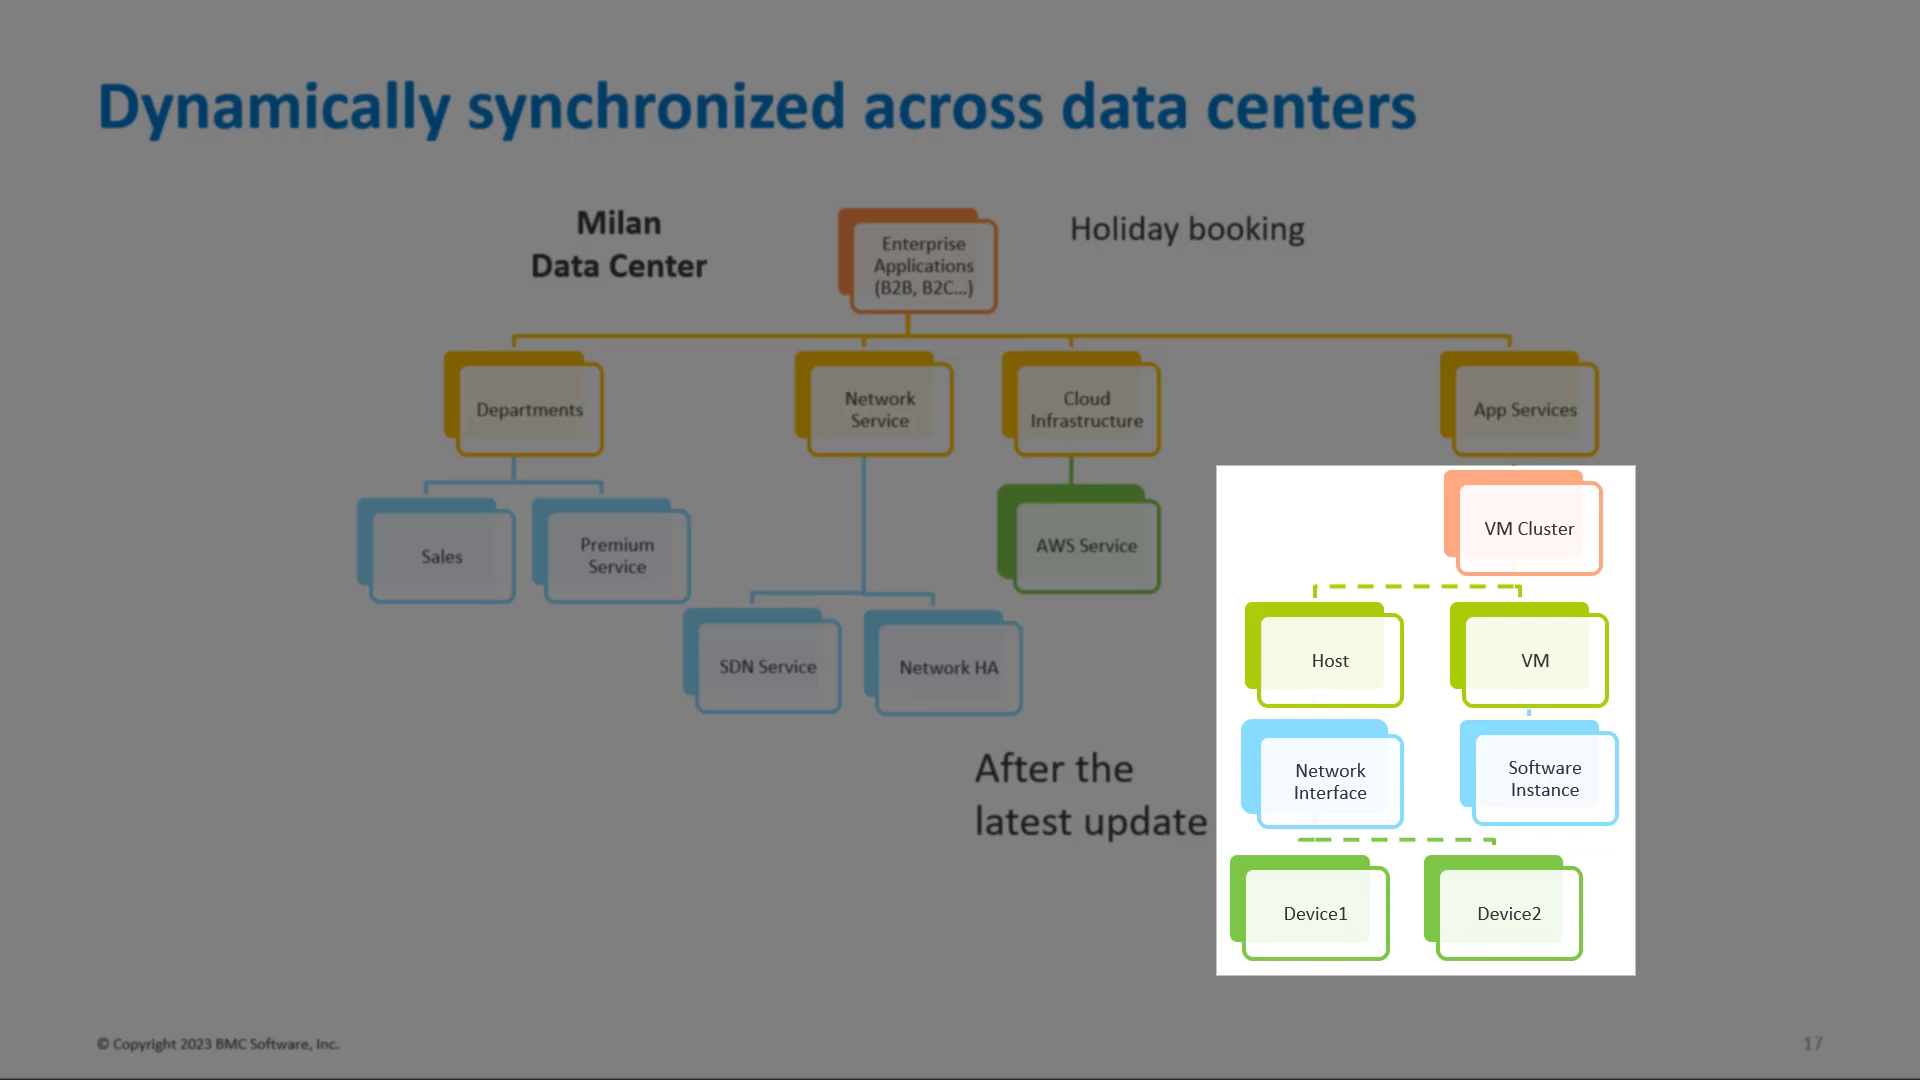 Dynamically synchronized across data centers
Milan
Data Center
Enterprise
Applications
(B2B, B2C...)
Holiday booking
Departments
Network
Service
Cloud
Infrastructure
App Services
Sales
Premium
Service
AWS Service
VM Cluster
SDN Service
Network HA
Host
VM
After the
latest update
Network
Interface
Software
Instance
Device1
Device2
© Copyright 2023 BMC Software, Inc.
17